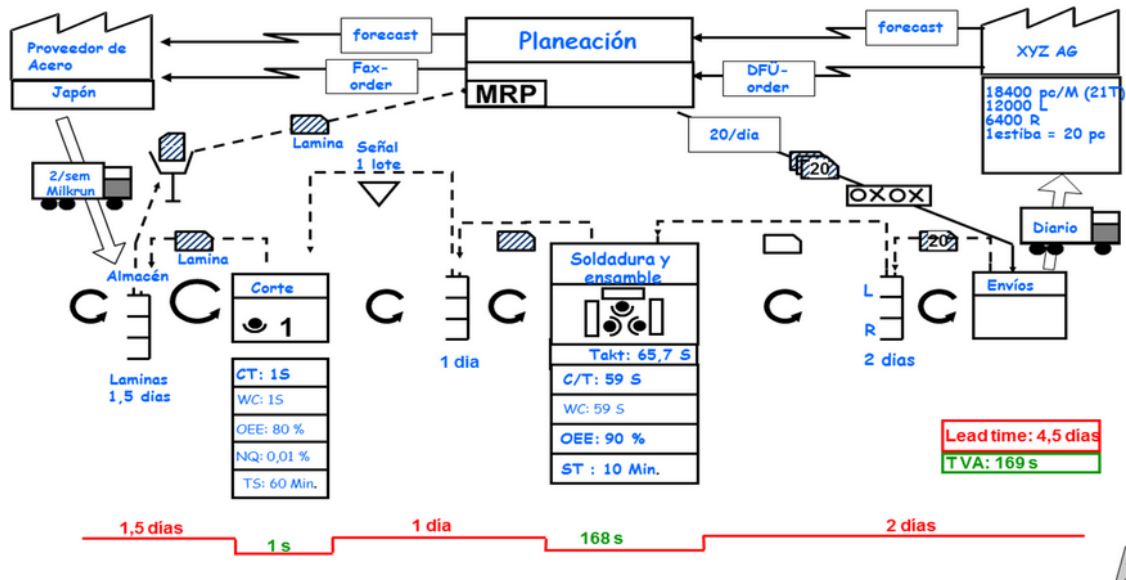 Proveedor de
Acero
Japón
forecast
Fax-
order
Planeación
MRP
forecast
DFÜ-
order
XYZ AG
18400 pc/M (21T)
12000 L
6400 R
1estiba = 20 pc
20/dia
20
OXOX
Lamina
Señal
1 lote
2/sem
Milkrun
Lamina
Almacén
Laminas
1,5 dias
Corte
1
CT: 1S
WC: 1S
OEE: 80 %
NQ: 0,01 %
TS: 60 Min.
1 dia
Soldadura y
ensamble
Takt: 65,7 S
C/T: 59 S
WC: 59 S
OEE: 90 %
ST : 10 Min.
L
R
2 dias
20
Envíos
Diario
Lead time: 4,5 días
TVA: 169 s
1,5 días
1 s
1 día
168 s
2 días